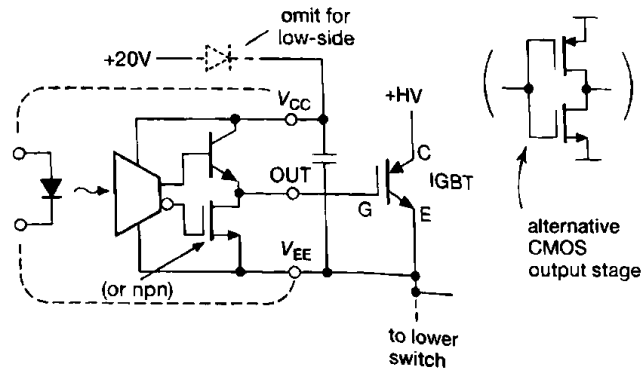 omit for
low-side
+20V
VCC
+HV
OUT
C
IGBT
G
E
VEE
(or npn)
to lower
switch
alternative
CMOS
output stage